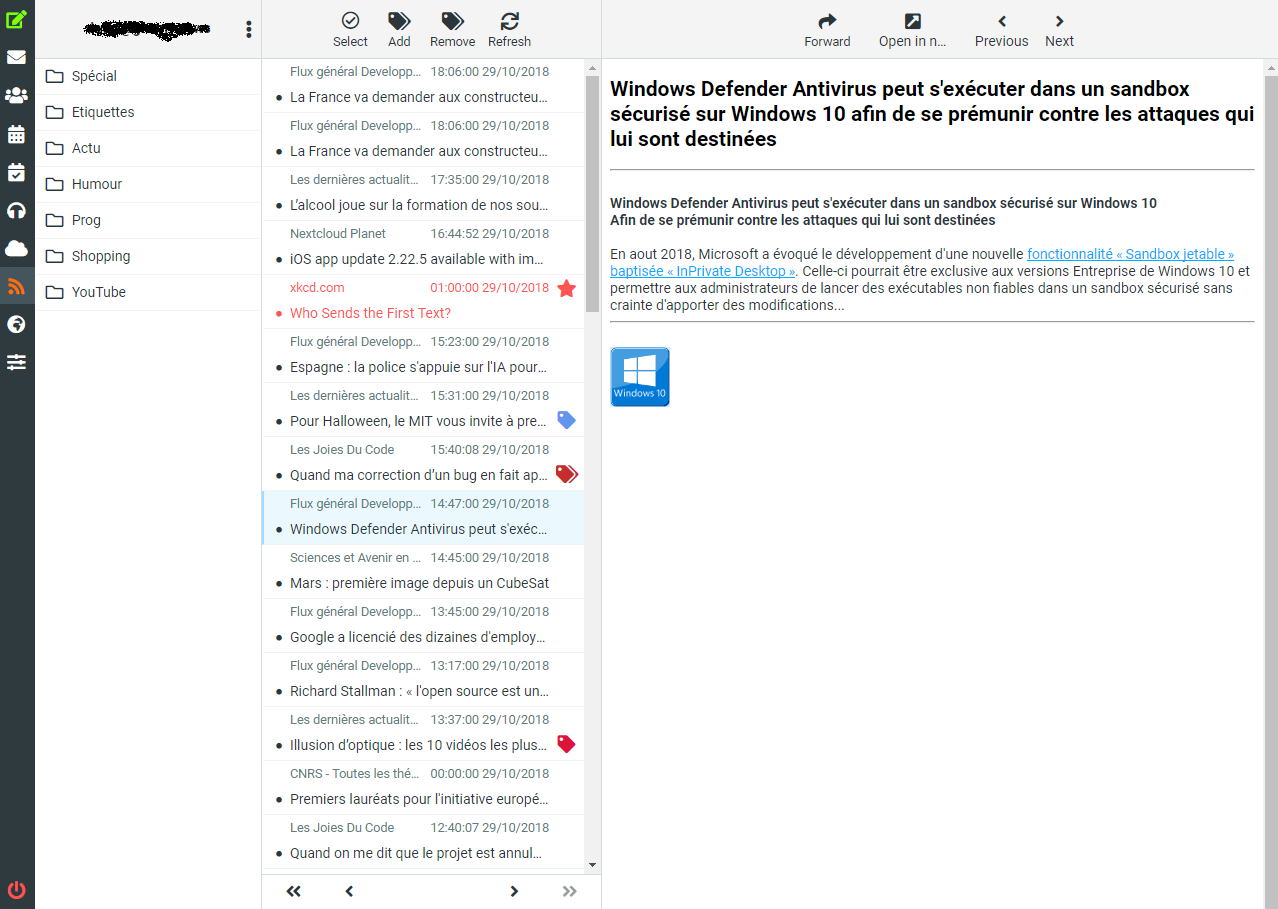 Select
Add
Remove
Refresh
Forward
Open in n...
Previous
Next
Spécial
Etiquettes
Actu
Humour
Prog
Shopping
YouTube
Flux général Developp... 18:06:00 29/10/2018
La France va demander aux constructeu...
Flux général Developp... 18:06:00 29/10/2018
La France va demander aux constructeu...
Les dernières actualit... 17:35:00 29/10/2018
L'alcool joue sur la formation de nos sou...
Nextcloud Planet 16:44:52 29/10/2018
iOS app update 2.22.5 available with im...
xkcd.com 01:00:00 29/10/2018
Who Sends the First Text?
Flux général Developp... 15:23:00 29/10/2018
Espagne : la police s'appuie sur l'IA pour...
Les dernières actualit... 15:31:00 29/10/2018
Pour Halloween, le MIT vous invite à pre...
Les Joies Du Code 15:40:08 29/10/2018
Quand ma correction d'un bug en fait ap...
Flux général Developp... 14:47:00 29/10/2018
Windows Defender Antivirus peut s'exéc...
Sciences et Avenir en ... 14:45:00 29/10/2018
Mars : première image depuis un CubeSat
Flux général Developp... 13:45:00 29/10/2018
Google a licencié des dizaines d'employ...
Flux général Developp... 13:17:00 29/10/2018
Richard Stallman : « l'open source est un...
Les dernières actualit... 13:37:00 29/10/2018
Illusion d'optique : les 10 vidéos les plus...
CNRS - Toutes les thé... 00:00:00 29/10/2018
Premiers lauréats pour l'initiative europé...
Les Joies Du Code 12:40:07 29/10/2018
Quand on me dit que le projet est annul...
Windows Defender Antivirus peut s'exécuter dans un sandbox
sécurisé sur Windows 10 afin de se prémunir contre les attaques qui
lui sont destinées
Windows Defender Antivirus peut s'exécuter dans un sandbox sécurisé sur Windows 10
Afin de se prémunir contre les attaques qui lui sont destinées
En aout 2018, Microsoft a évoqué le développement d'une nouvelle fonctionnalité « Sandbox jetable »
baptisée « InPrivate Desktop ». Celle-ci pourrait être exclusive aux versions Entreprise de Windows 10 et
permettre aux administrateurs de lancer des exécutables non fiables dans un sandbox sécurisé sans
crainte d'apporter des modifications...
Windows 10